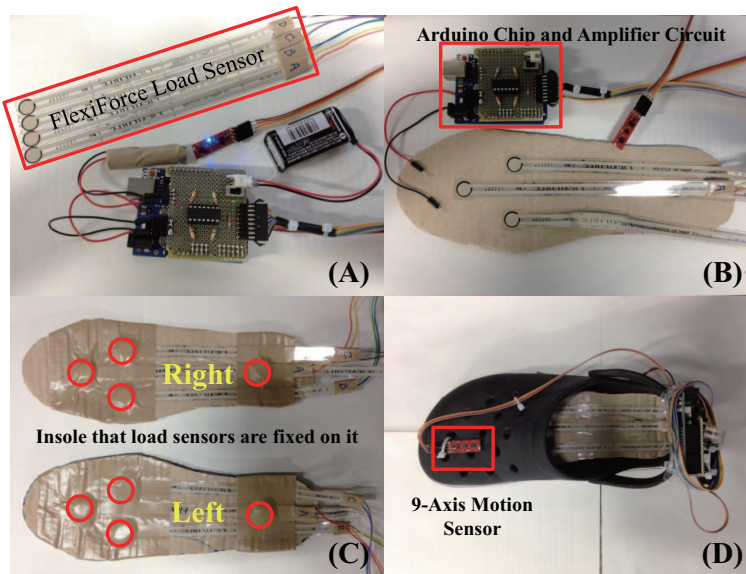 FlexiForce Load Sensor
D
C
B
A
(A)
Arduino Chip and Amplifier Circuit
A
(B)
Right
C
A
B
Insole that load sensors are fixed on it
Left
(C)
9-Axis Motion
Sensor
(D)